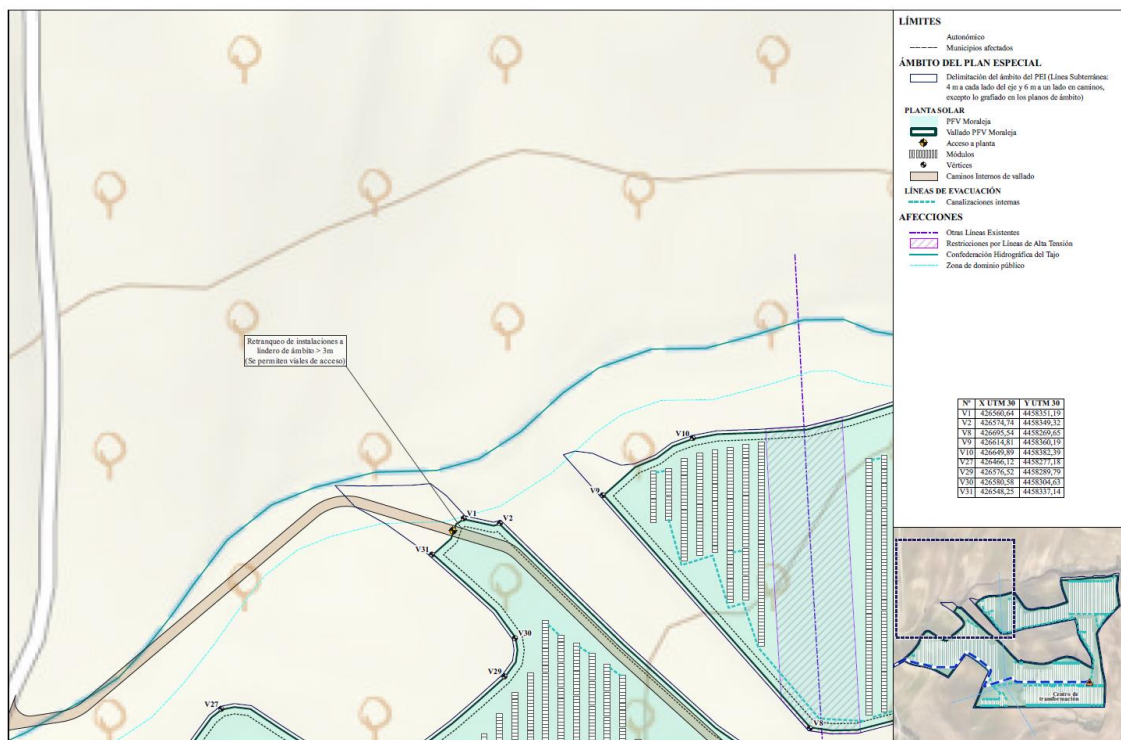 LÍMITES
Autonómico
Municipios afectados
ÁMBITO DEL PLAN ESPECIAL
Delimitación del ámbito del PEI (Línea Subterránea:
4 m a cada lado del eje y 6 m a un lado en caminos,
excepto lo grafiado en los planos de ámbito)
PLANTA SOLAR
PFV Moraleja
Vallado PFV Moraleja
Acceso a planta
Módulos
Vértices
Caminos Internos de vallado
LÍNEAS DE EVACUACIÓN
Canalizaciones internas
AFECCIONES
Otras Líneas Existentes
Restricciones por Líneas de Alta Tensión
Confederación Hidrográfica del Tajo
Zona de dominio público
Retranqueo de instalaciones a
lindero de ámbito > 3m
(Se permiten viales de acceso)
V10
V9
V1
V2
V31
V30
V29
V27
V8
Nº X UTM 30 Y UTM 30
V1 426560,64 4458351,19
V2 426574,74 4458349,32
V8 426695,54 4458269,65
V9 426614,81 4458360,19
V10 426649,89 4458382,39
V27 426466,12 4458277,18
V29 426576,52 4458289,79
V30 426580,58 4458304,63
V31 426548,25 4458337,14
Centro de
transformación